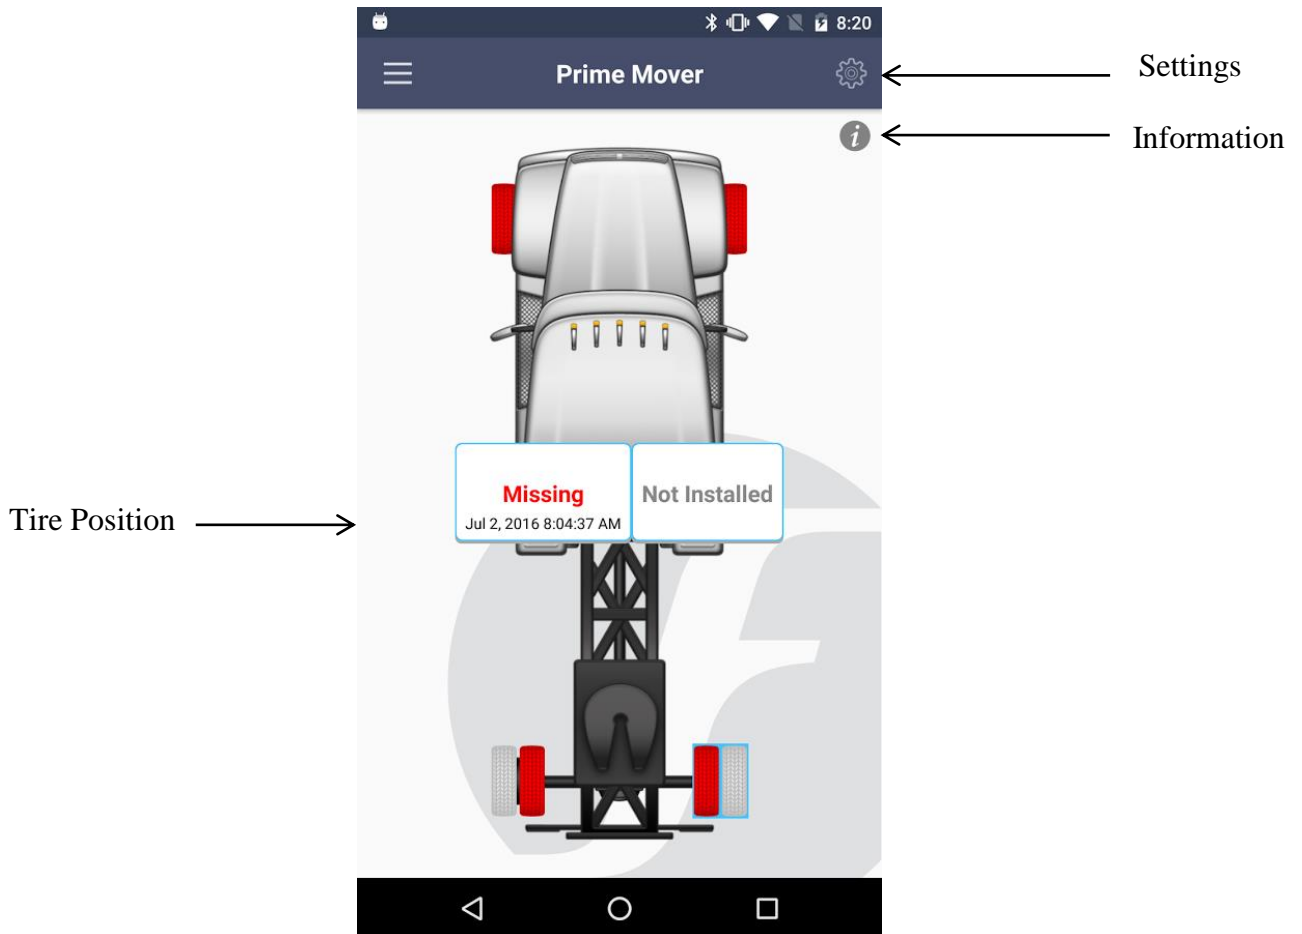 8:20
Prime Mover
Settings
Information
Missing
Jul 2, 2016 8:04:37 AM
Not Installed
Tire Position